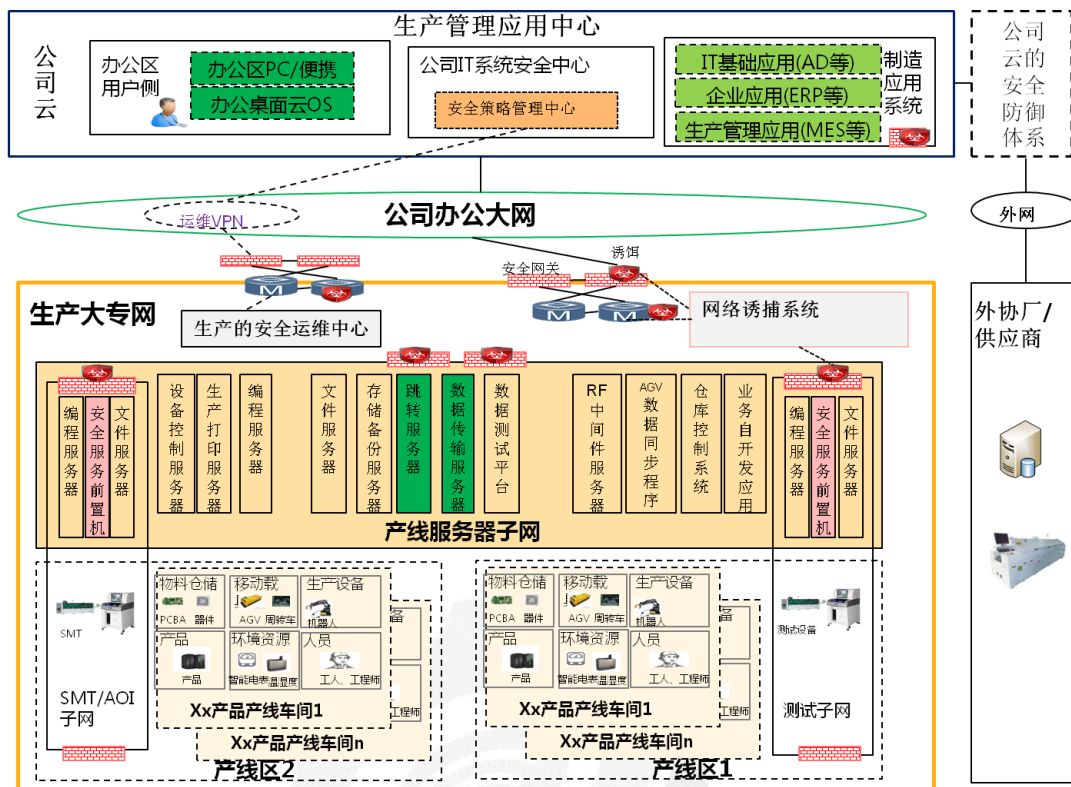 生产管理应用中心
公司云
办公区
用户侧
办公区PC/便携
办公桌面云OS
公司IT系统安全中心
安全策略管理中心
IT基础应用(AD等)
企业应用(ERP等)
生产管理应用(MES等)
制造应用系统
公司云的安全防御体系
运维VPN
公司办公大网
外网
诱饵
安全网关
生产大专网
生产的安全运维中心
网络诱捕系统
外协厂/
供应商
编程服务器
安全服务前置机
文件服务器
设备控制服务器
生产打印服务器
编程服务器
文件服务器
存储备份服务器
跳转服务器
数据传输服务器
数据测试平台
RF中间件服务器
AGV数据同步程序
仓库控制系统
业务自开发应用
编程服务器
安全服务前置机
文件服务器
产线服务器子网
SMT
SMT/AOI
子网
物料仓储
PCBA 器件
移动载
AGV 周转车
生产设备
机器人
产品
产品
环境资源
智能电表温湿度
人员
工人、工程师
Xx产品产线车间1
备
工程师
Xx产品产线车间n
产线区2
物料仓储
PCBA 器件
移动载
AGV 周转车
生产设备
机器人
产品
产品
环境资源
智能电表温湿度
人员
工人、工程师
Xx产品产线车间1
备
工程师
Xx产品产线车间n
产线区1
测试设备
测试子网